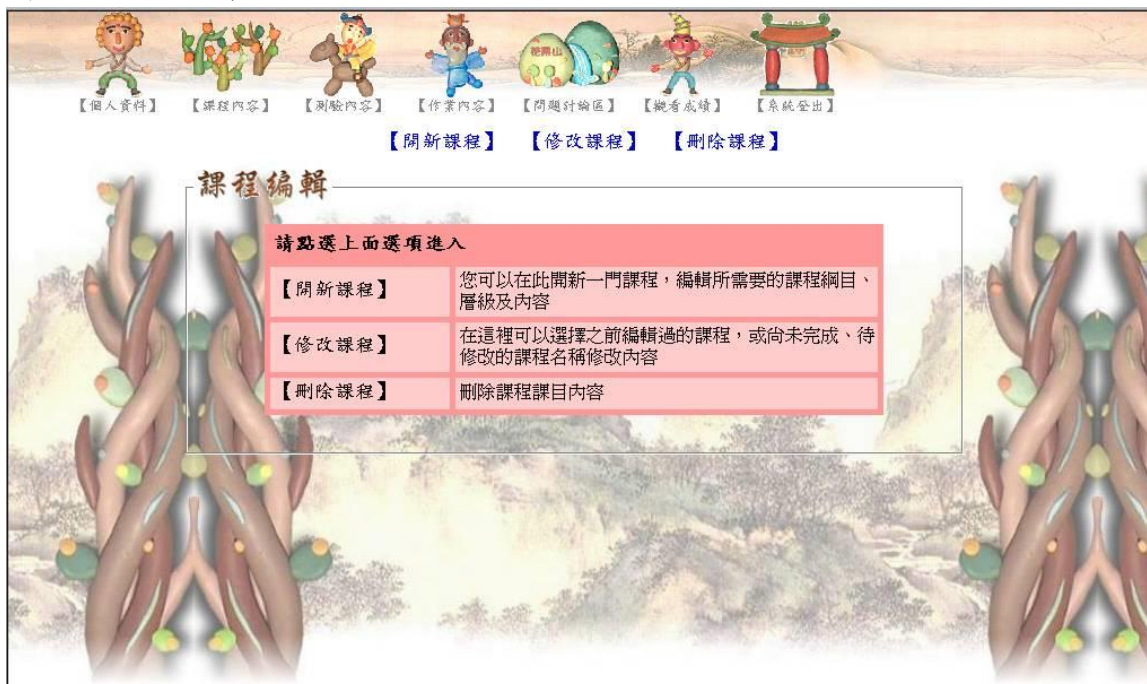 花果山
【個人資料】 【課程內容】 【測驗內容】 【作業內容】 【問題討論區】 【觀看成績】 【系統登出】
【開新課程】 【修改課程】 【刪除課程】
課程編輯
請點選上面選項進入
【開新課程】 您可以在此開新一門課程,編輯所需要的課程綱目、
層級及內容
【修改課程】 在這裡可以選擇之前編輯過的課程,或尚未完成、待
修改的課程名稱修改內容
【刪除課程】 刪除課程課目內容